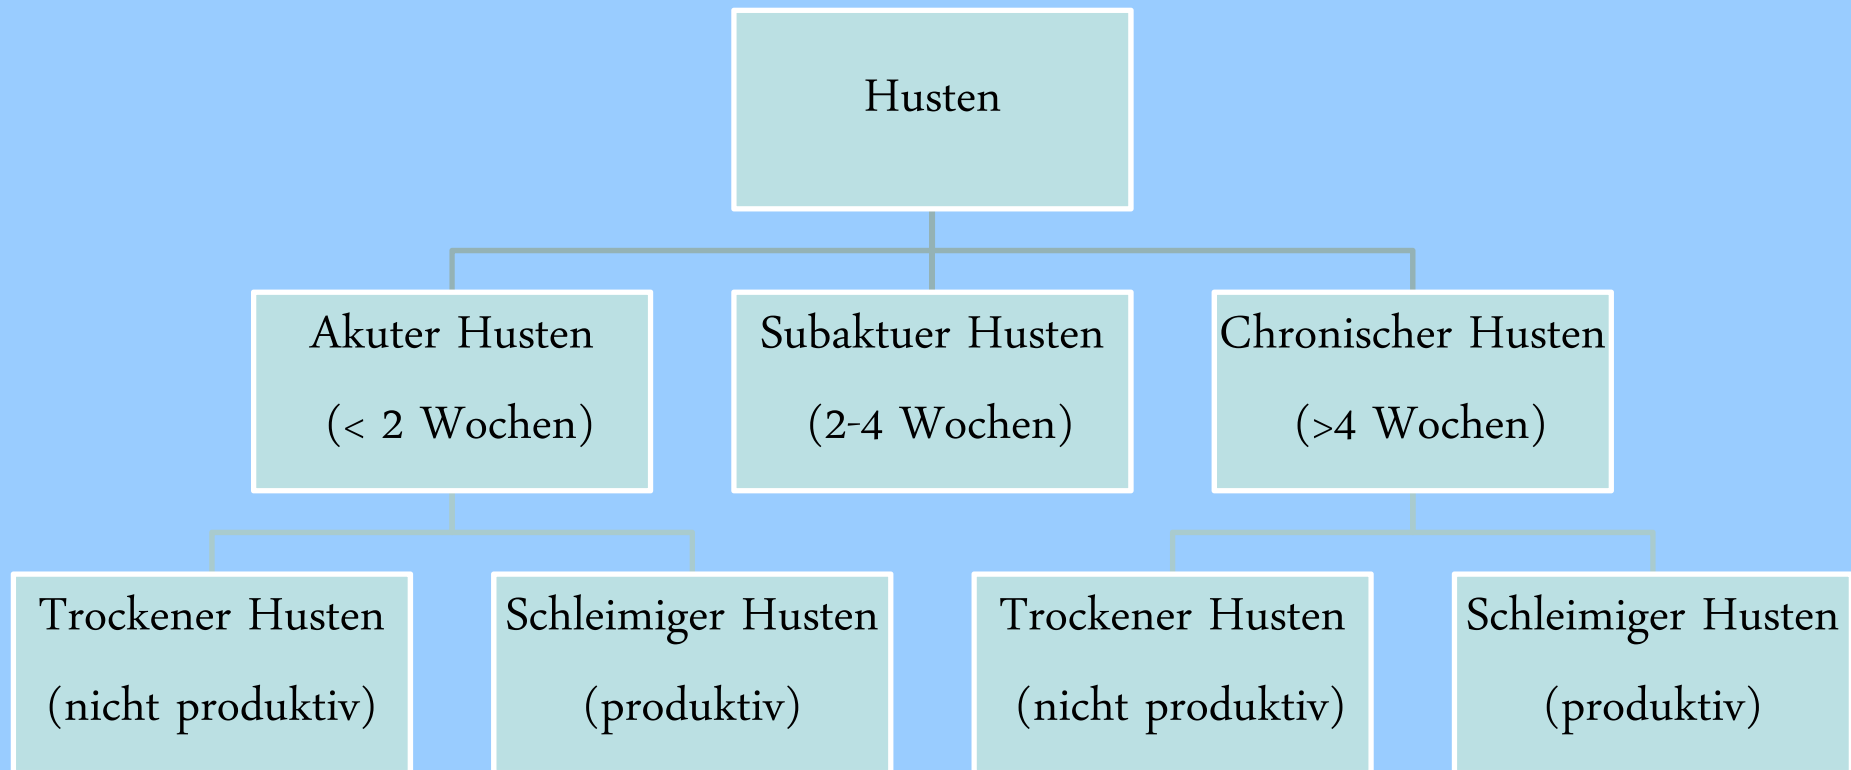 Husten
Akuter Husten
(< 2 Wochen)
Subaktuer Husten
(2-4 Wochen)
Chronischer Husten
(>4 Wochen)
Trockener Husten
(nicht produktiv)
Schleimiger Husten
(produktiv)
Trockener Husten
(nicht produktiv)
Schleimiger Husten
(produktiv)